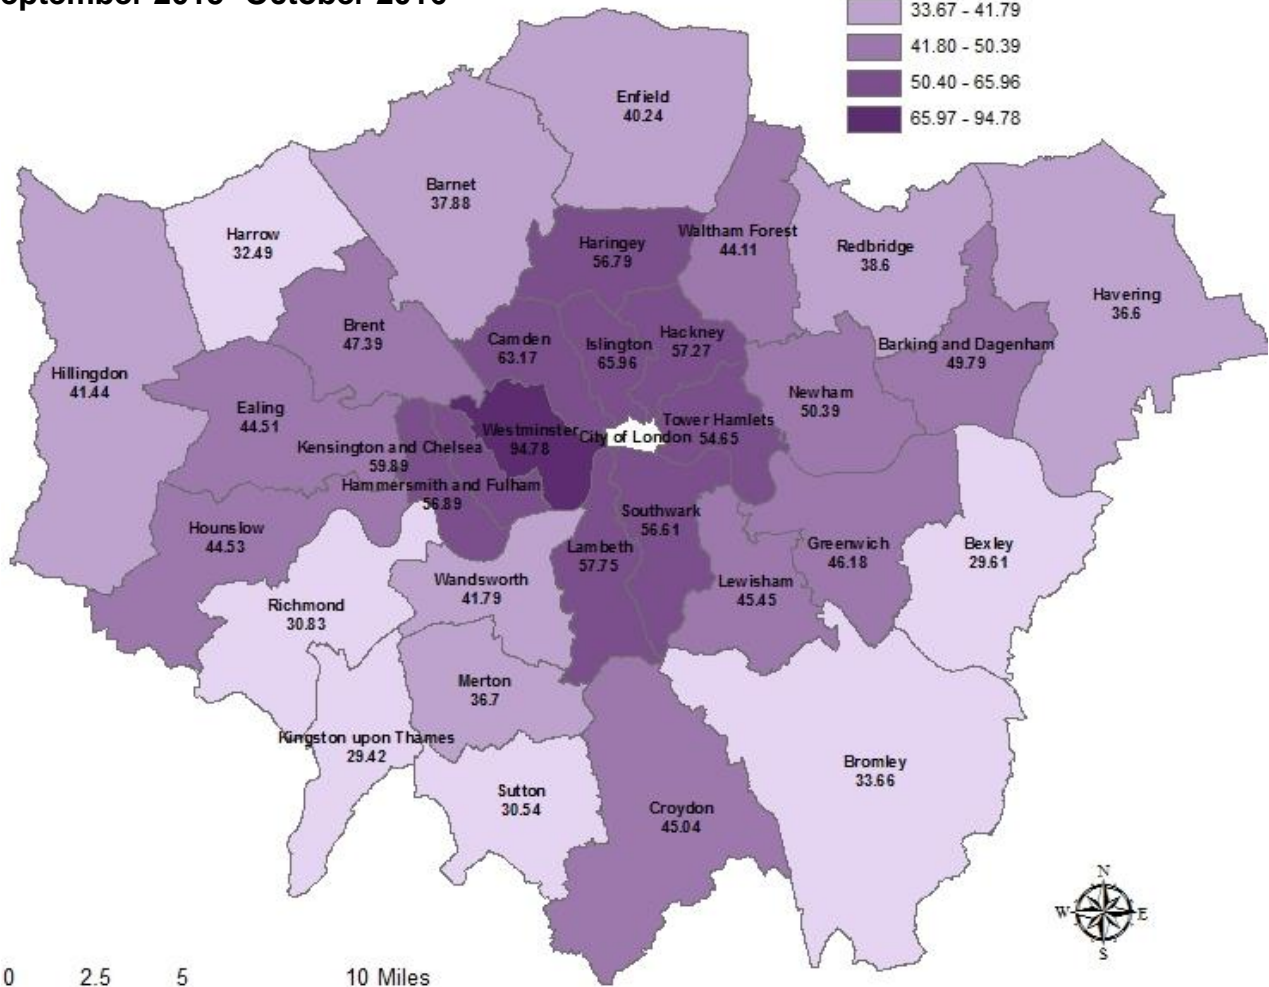 33.67 - 41.79
41.80 - 50.39
50.40 - 65.96
65.97 - 94.78
Enfield
40.24
Barnet
37.88
Harrow
32.49
Haringey
56.79
Waltham Forest
44.11
Redbridge
38.6
Havering
36.6
Brent
47.39
Camden
63.17
Islington
65.96
Hackney
57.27
Barking and Dagenham
49.79
Hillingdon
41.44
Ealing
44.51
Newham
50.39
Kensington and Chelsea
59.89
Westminster
94.78
City of London
Tower Hamlets
54.65
Hammersmith and Fulham
56.89
Hounslow
44.53
Southwark
56.61
Lambeth
57.75
Greenwich
46.18
Bexley
29.61
Richmond
30.83
Wandsworth
41.79
Lewisham
45.45
Merton
36.7
Kingston upon Thames
29.42
Sutton
30.54
Croydon
45.04
Bromley
33.66
N
W E
S
0 2.5 5 10 Miles